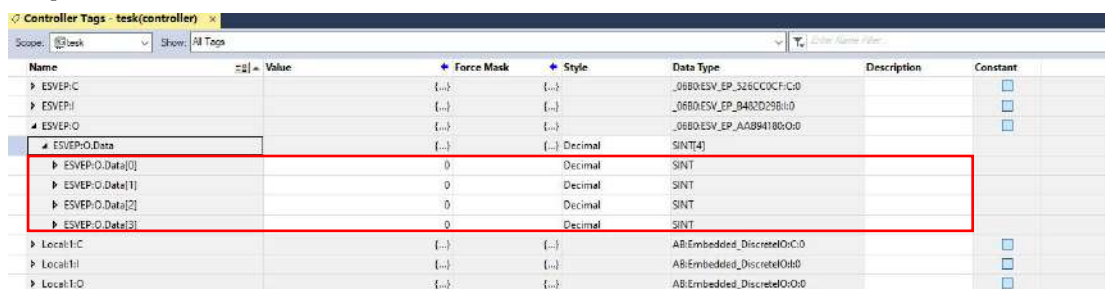 Controller Tags - tesk(controller) ×
Scope: tesk Show: All Tags Enter Name Filter...
Name Value Force Mask Style Data Type Description Constant
ESVEP:C {...} {...} _06B0:ESV_EP_526CC0CF:C:0
ESVEP:I {...} {...} _06B0:ESV_EP_B482D29B:I:0
ESVEP:O {...} {...} _06B0:ESV_EP_AAB94180:O:0
ESVEP:O.Data {...} {...} Decimal SINT[4]
ESVEP:O.Data[0] 0 Decimal SINT
ESVEP:O.Data[1] 0 Decimal SINT
ESVEP:O.Data[2] 0 Decimal SINT
ESVEP:O.Data[3] 0 Decimal SINT
Local:1:C {...} {...} AB:Embedded_DiscreteIO:C:0
Local:1:I {...} {...} AB:Embedded_DiscreteIO:I:0
Local:1:O {...} {...} AB:Embedded_DiscreteIO:O:0